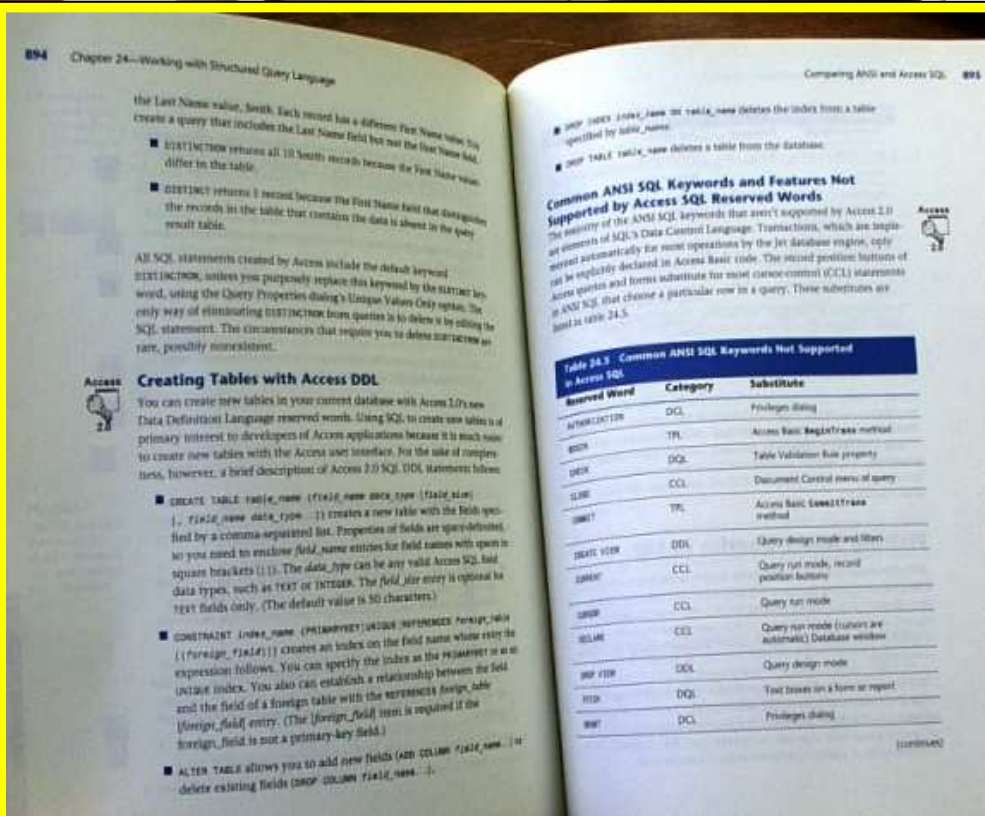 894 Chapter 24—Working with Structured Query Language
the Last Name value, Smith. Each record has a different First Name value. You
create a query that includes the Last Name field but not the First Name field.
■ DISTINCTROW returns all 10 Smith records because the First Name values
differ in the table.
■ DISTINCT returns 1 record because the First Name field that distinguishes
the records in the table that contains the data is absent in the query
result table.
All SQL statements created by Access include the default keyword
DISTINCTROW, unless you purposely replace this keyword by the DISTINCT key-
word, using the Query Properties dialog's Unique Values Only option. The
only way of eliminating DISTINCTROW from queries is to delete it by editing the
SQL statement. The circumstances that require you to delete DISTINCTROW are
rare, possibly nonexistent.
Access
2.0
Creating Tables with Access DDL
You can create new tables in your current database with Access 2.0's new
Data Definition Language reserved words. Using SQL to create new tables is of
primary interest to developers of Access applications because it is much easier
to create new tables with the Access user interface. For the sake of complete-
ness, however, a brief description of Access 2.0 SQL DDL statements follows:
■ CREATE TABLE table_name (field_name data_type [field_size]
[, field_name data_type...]) creates a new table with the fields speci-
fied by a comma-separated list. Properties of fields are space-delimited,
so you need to enclose field_name entries for field names with spaces in
square brackets ([]). The data_type can be any valid Access SQL field
data types, such as TEXT or INTEGER. The field_size entry is optional for
TEXT fields only. (The default value is 50 characters.)
■ CONSTRAINT index_name {PRIMARYKEY|UNIQUE|REFERENCES foreign_table
[(foreign_field)]} creates an index on the field name whose entry the
expression follows. You can specify the index as the PRIMARYKEY or as an
UNIQUE index. You also can establish a relationship between the field
and the field of a foreign table with the REFERENCES foreign_table
[foreign_field] entry. (The [foreign_field] item is required if the
foreign_field is not a primary-key field.)
■ ALTER TABLE allows you to add new fields (ADD COLUMN field_name...) or
delete existing fields (DROP COLUMN field_name...).
Comparing ANSI and Access SQL 895
■ DROP INDEX index_name ON table_name deletes the index from a table
specified by table_name.
■ DROP TABLE table_name deletes a table from the database.
Common ANSI SQL Keywords and Features Not
Supported by Access SQL Reserved Words
The majority of the ANSI SQL keywords that aren't supported by Access 2.0
are elements of SQL's Data Control Language. Transactions, which are imple-
mented automatically for most operations by the Jet database engine, only
can be explicitly declared in Access Basic code. The record position buttons of
Access queries and forms substitute for most cursor-control (CCL) statements
in ANSI SQL that choose a particular row in a query. These substitutes are
listed in table 24.5.
Access
Table 24.5 Common ANSI SQL Keywords Not Supported
in Access SQL
Reserved Word Category Substitute
AUTHORIZATION DCL Privileges dialog
BEGIN TPL Access Basic BeginTrans method
CHECK DQL Table Validation Rule property
CLOSE CCL Document Control menu of query
COMMIT TPL Access Basic CommitTrans
method
CREATE VIEW DDL Query design mode and filters
CURRENT CCL Query run mode, record
position buttons
CURSOR CCL Query run mode
DECLARE CCL Query run mode (cursors are
automatic) Database window
DROP VIEW DDL Query design mode
FETCH DQL Text boxes on a form or report
GRANT DCL Privileges dialog
(continues)